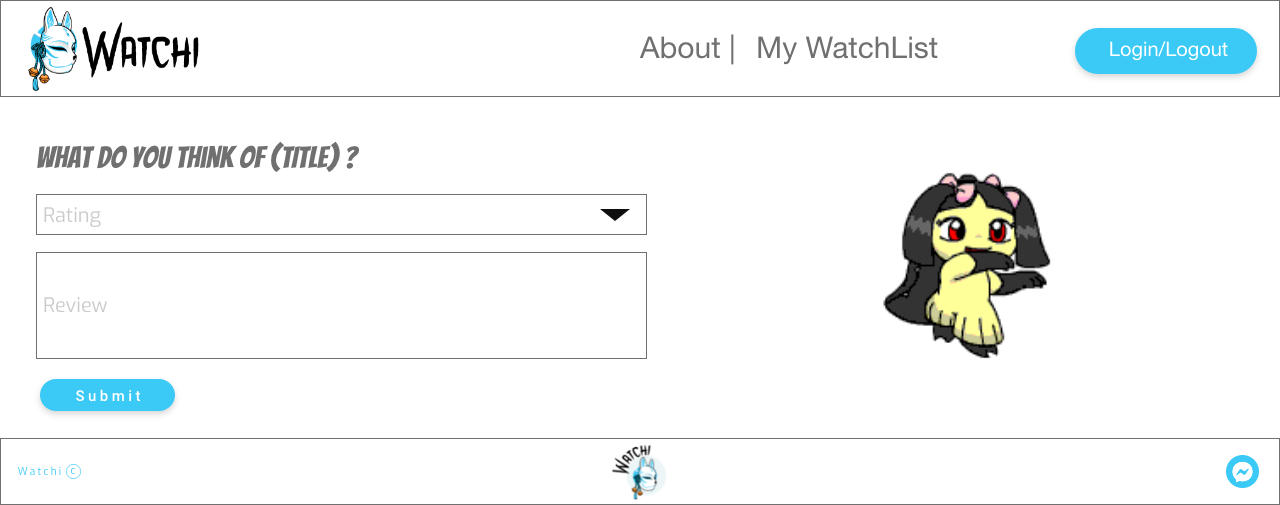 WATCHI
About | My WatchList
Login/Logout
WHAT DO YOU THINK OF (TITLE) ?
Rating
Review
Submit
Watchi ©
WATCHI